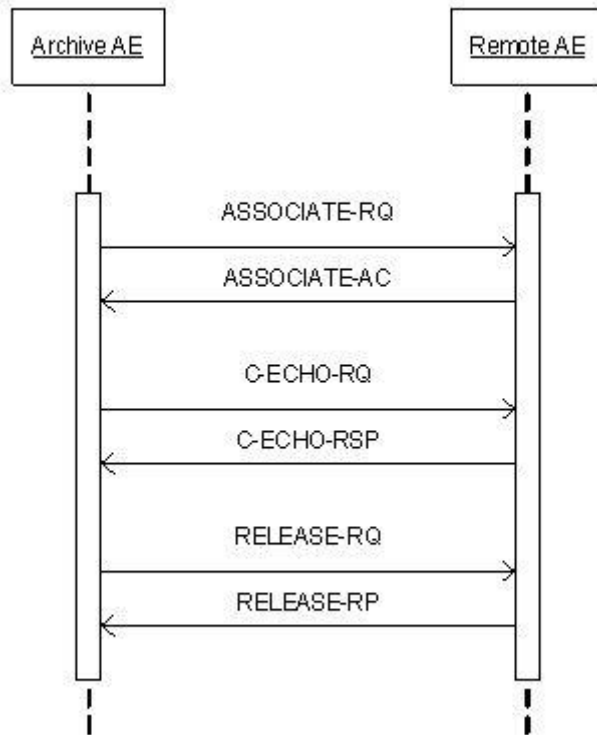 Archive AE
Remote AE
ASSOCIATE-RQ
ASSOCIATE-AC
C-ECHO-RQ
C-ECHO-RSP
RELEASE-RQ
RELEASE-RP